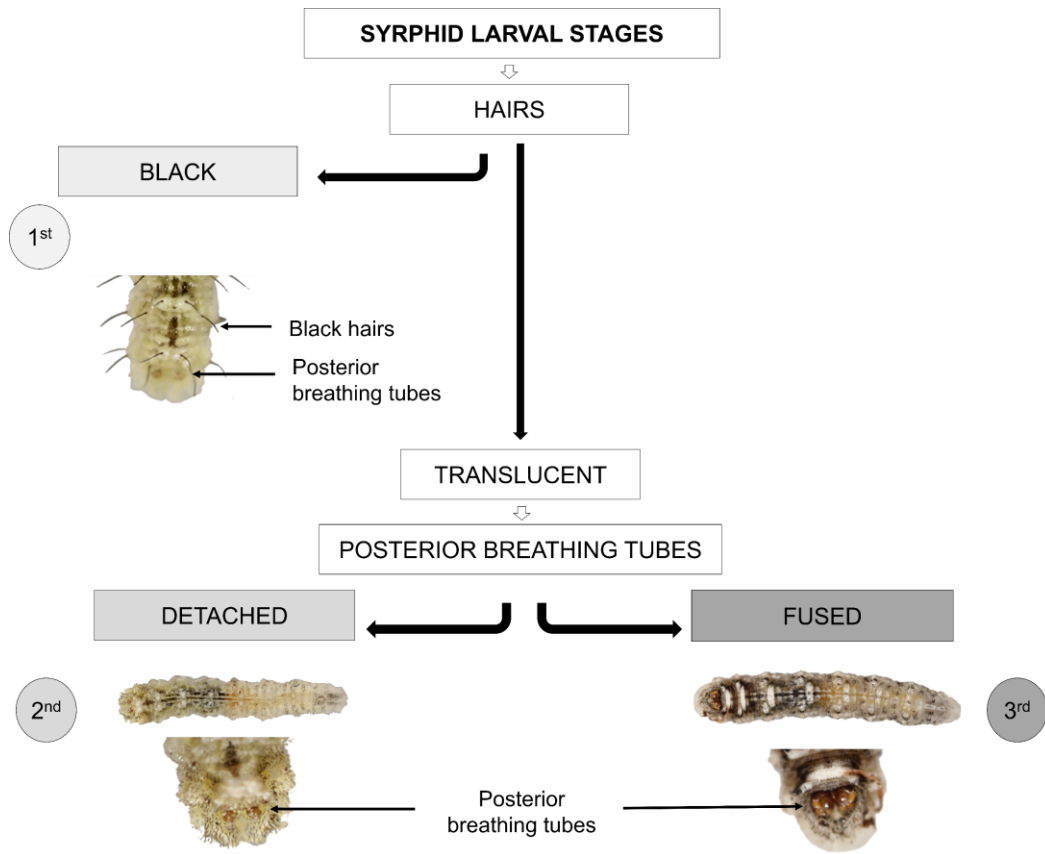 SYRPHID LARVAL STAGES
HAIRS
BLACK
1st
Black hairs
Posterior
breathing tubes
TRANSLUCENT
POSTERIOR BREATHING TUBES
DETACHED
FUSED
2nd
3rd
Posterior
breathing tubes